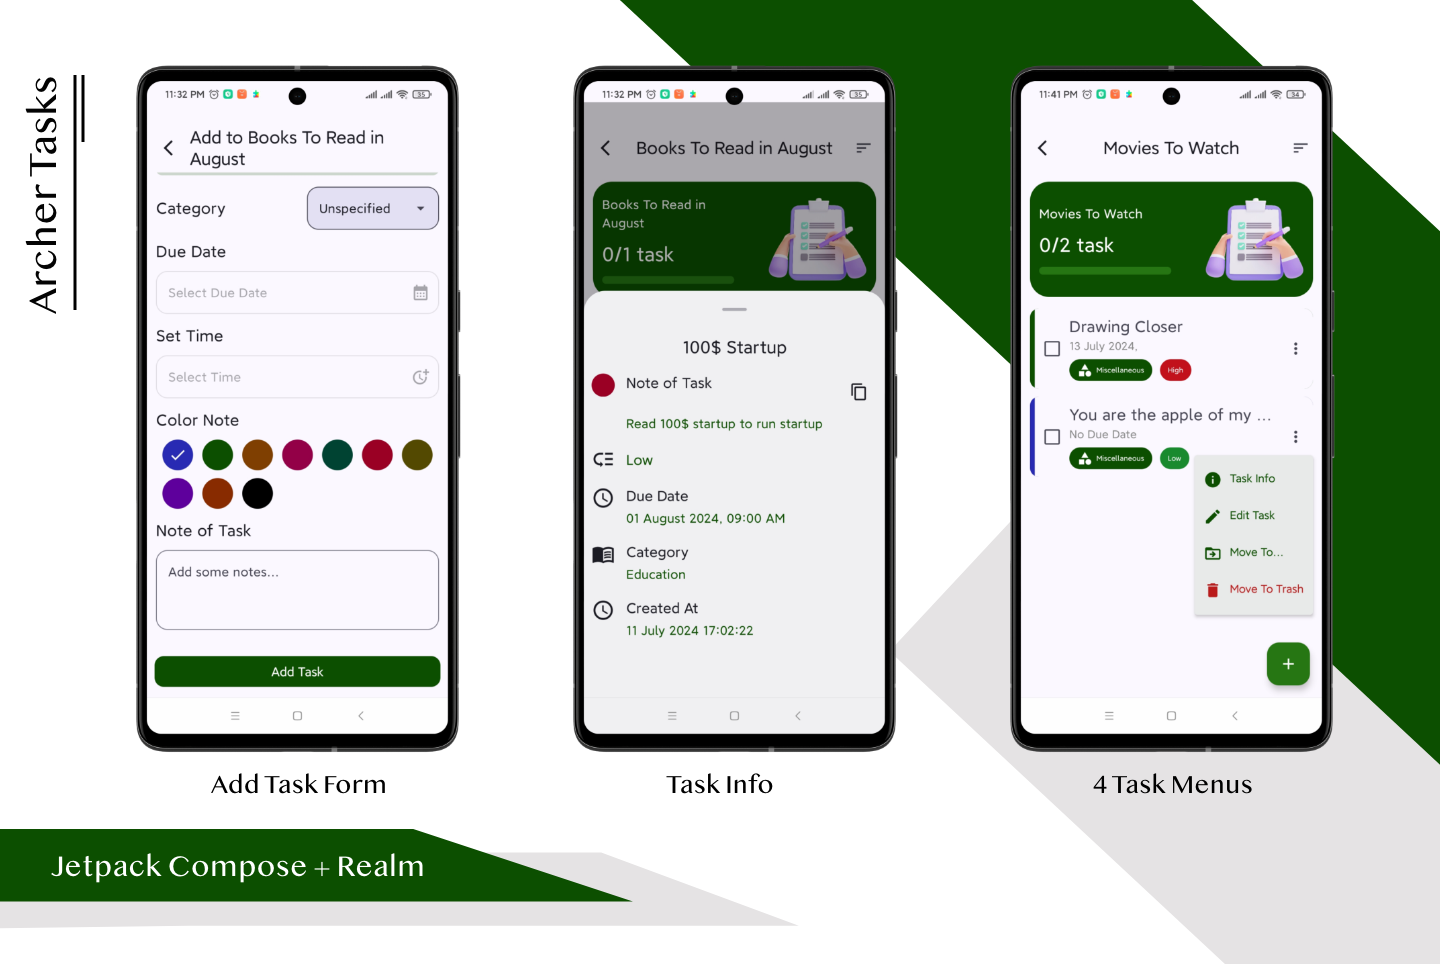 Archer Tasks
11:32 PM
35
Add to Books To Read in
August
Category
Unspecified
Due Date
Select Due Date
Set Time
Select Time
Color Note
Note of Task
Add some notes...
Add Task
Add Task Form
11:32 PM
35
Books To Read in August
Books To Read in
August
0/1 task
100$ Startup
Note of Task
Read 100$ startup to run startup
Low
Due Date
01 August 2024, 09:00 AM
Category
Education
Created At
11 July 2024 17:02:22
Task Info
11:41 PM
34
Movies To Watch
Movies To Watch
0/2 task
Drawing Closer
13 July 2024,
Miscellaneous
High
You are the apple of my ...
No Due Date
Miscellaneous
Low
Task Info
Edit Task
Move To...
Move To Trash
4 Task Menus
Jetpack Compose + Realm